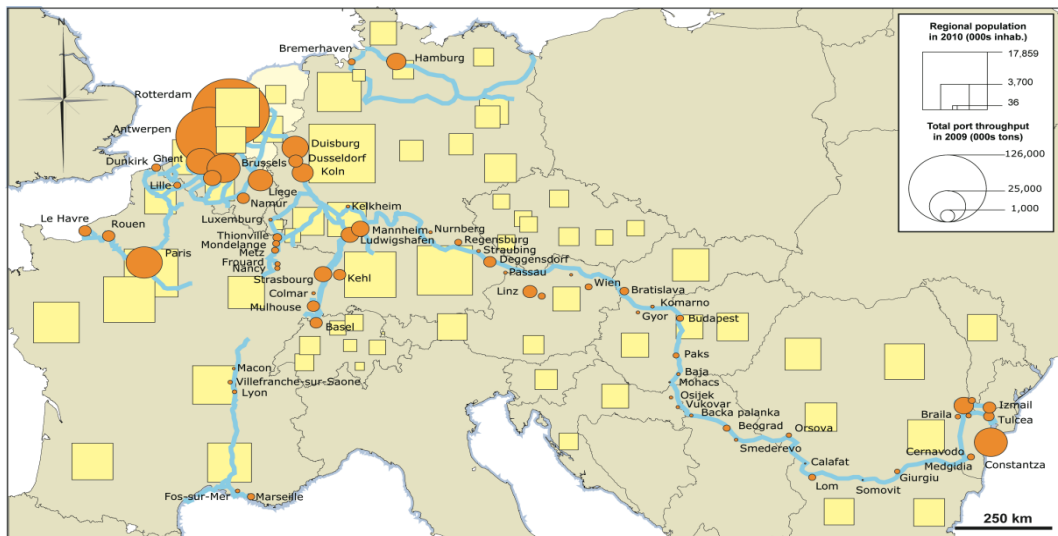 Regional population
in 2010 (000s inhab.)
17,859
3,700
36
Total port throughput
in 2009 (000s tons)
126,000
25,000
1,000
N
Bremerhaven
Hamburg
Rotterdam
Antwerpen
Duisburg
Dunkirk
Ghent
Brussels
Dusseldorf
Koln
Lille
Liege
Namur
Luxemburg
Kelkheim
Le Havre
Rouen
Thionville
Mannheim
Nurnberg
Mondelange
Ludwigshafen
Regensburg
Metz
Straubing
Paris
Frouard
Deggensdorf
Nancy
Strasbourg
Kehl
Passau
Wien
Colmar
Linz
Bratislava
Mulhouse
Komarno
Basel
Gyor
Budapest
Paks
Macon
Baja
Villefranche-sur-Saone
Mohacs
Lyon
Osijek
Vukovar
Izmail
Backa palanka
Braila
Tulcea
Beograd
Orsova
Smederevo
Cernavodo
Calafat
Medgidia
Constantza
Giurgiu
Lom
Somovit
Fos-sur-Mer
Marseille
250 km